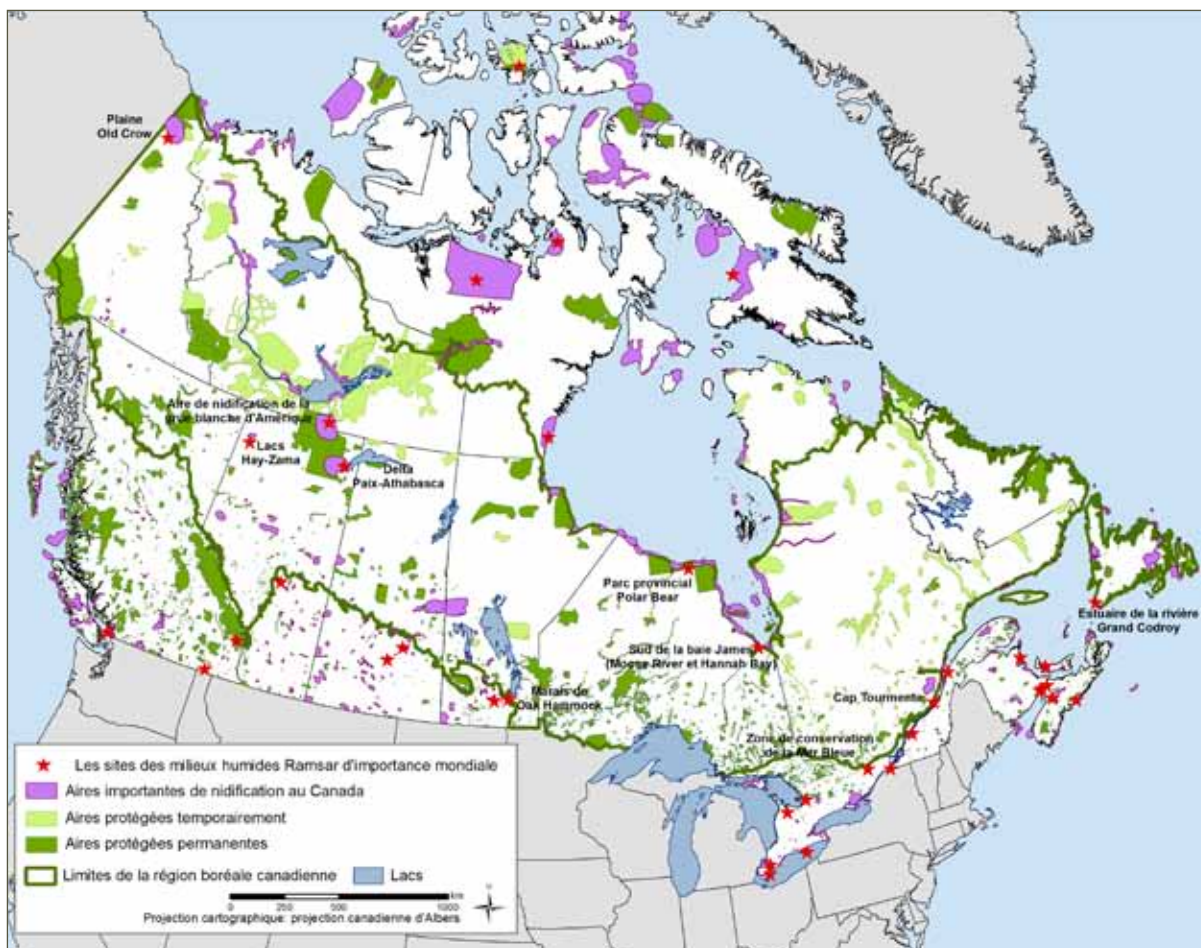 Plaine
Old Crow
Aire de nidification de la
grue blanche d'Amérique
Lacs
Hay-Zama
Delta
Paix-Athabasca
Parc provincial
Polar Bear
Estuaire de la rivière
Grand Codroy
Sud de la baie James
(Moose River et Hannah Bay)
Marais de
Oak Hammock
Cap Tourmente
Zone de conservation
de la Mer Bleue
Les sites des milieux humides Ramsar d'importance mondiale
Aires importantes de nidification au Canada
Aires protégées temporairement
Aires protégées permanentes
Limites de la région boréale canadienne
Lacs
km
0 250 500 1000
Projection cartographique: projection canadienne d'Albers